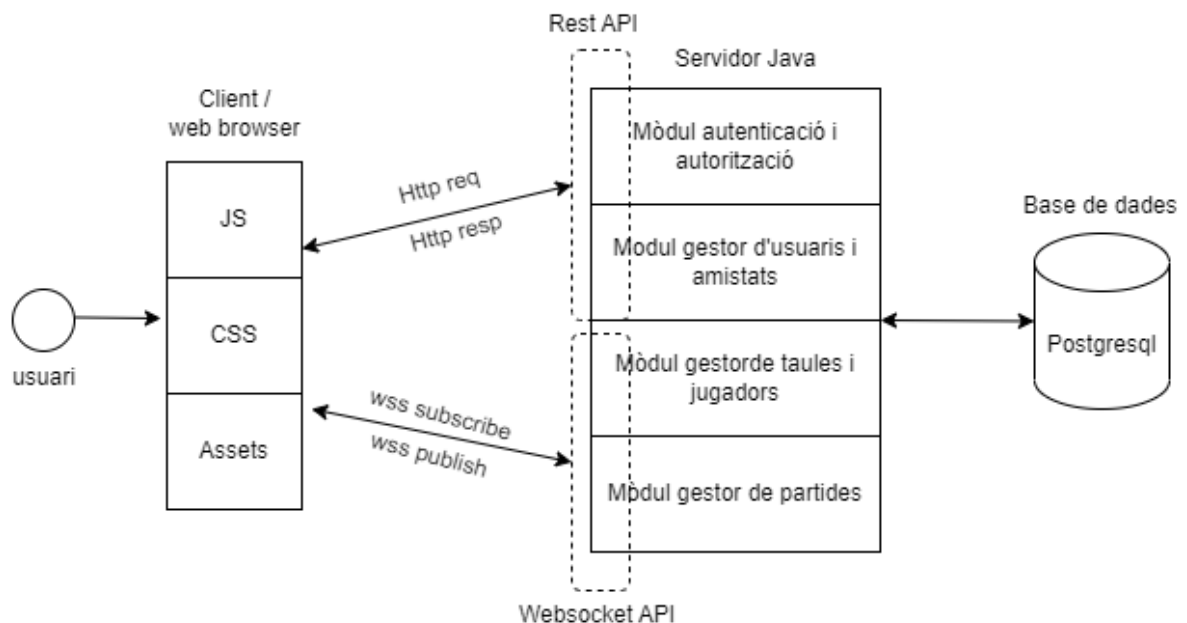 Rest API
Servidor Java
Client /
web browser
Mòdul autenticació i
autorització
JS
Http req
Http resp
Modul gestor d'usuaris i
amistats
Base de dades
CSS
usuari
Postgresql
Mòdul gestorde taules i
jugadors
wss subscribe
wss publish
Assets
Mòdul gestor de partides
Websocket API